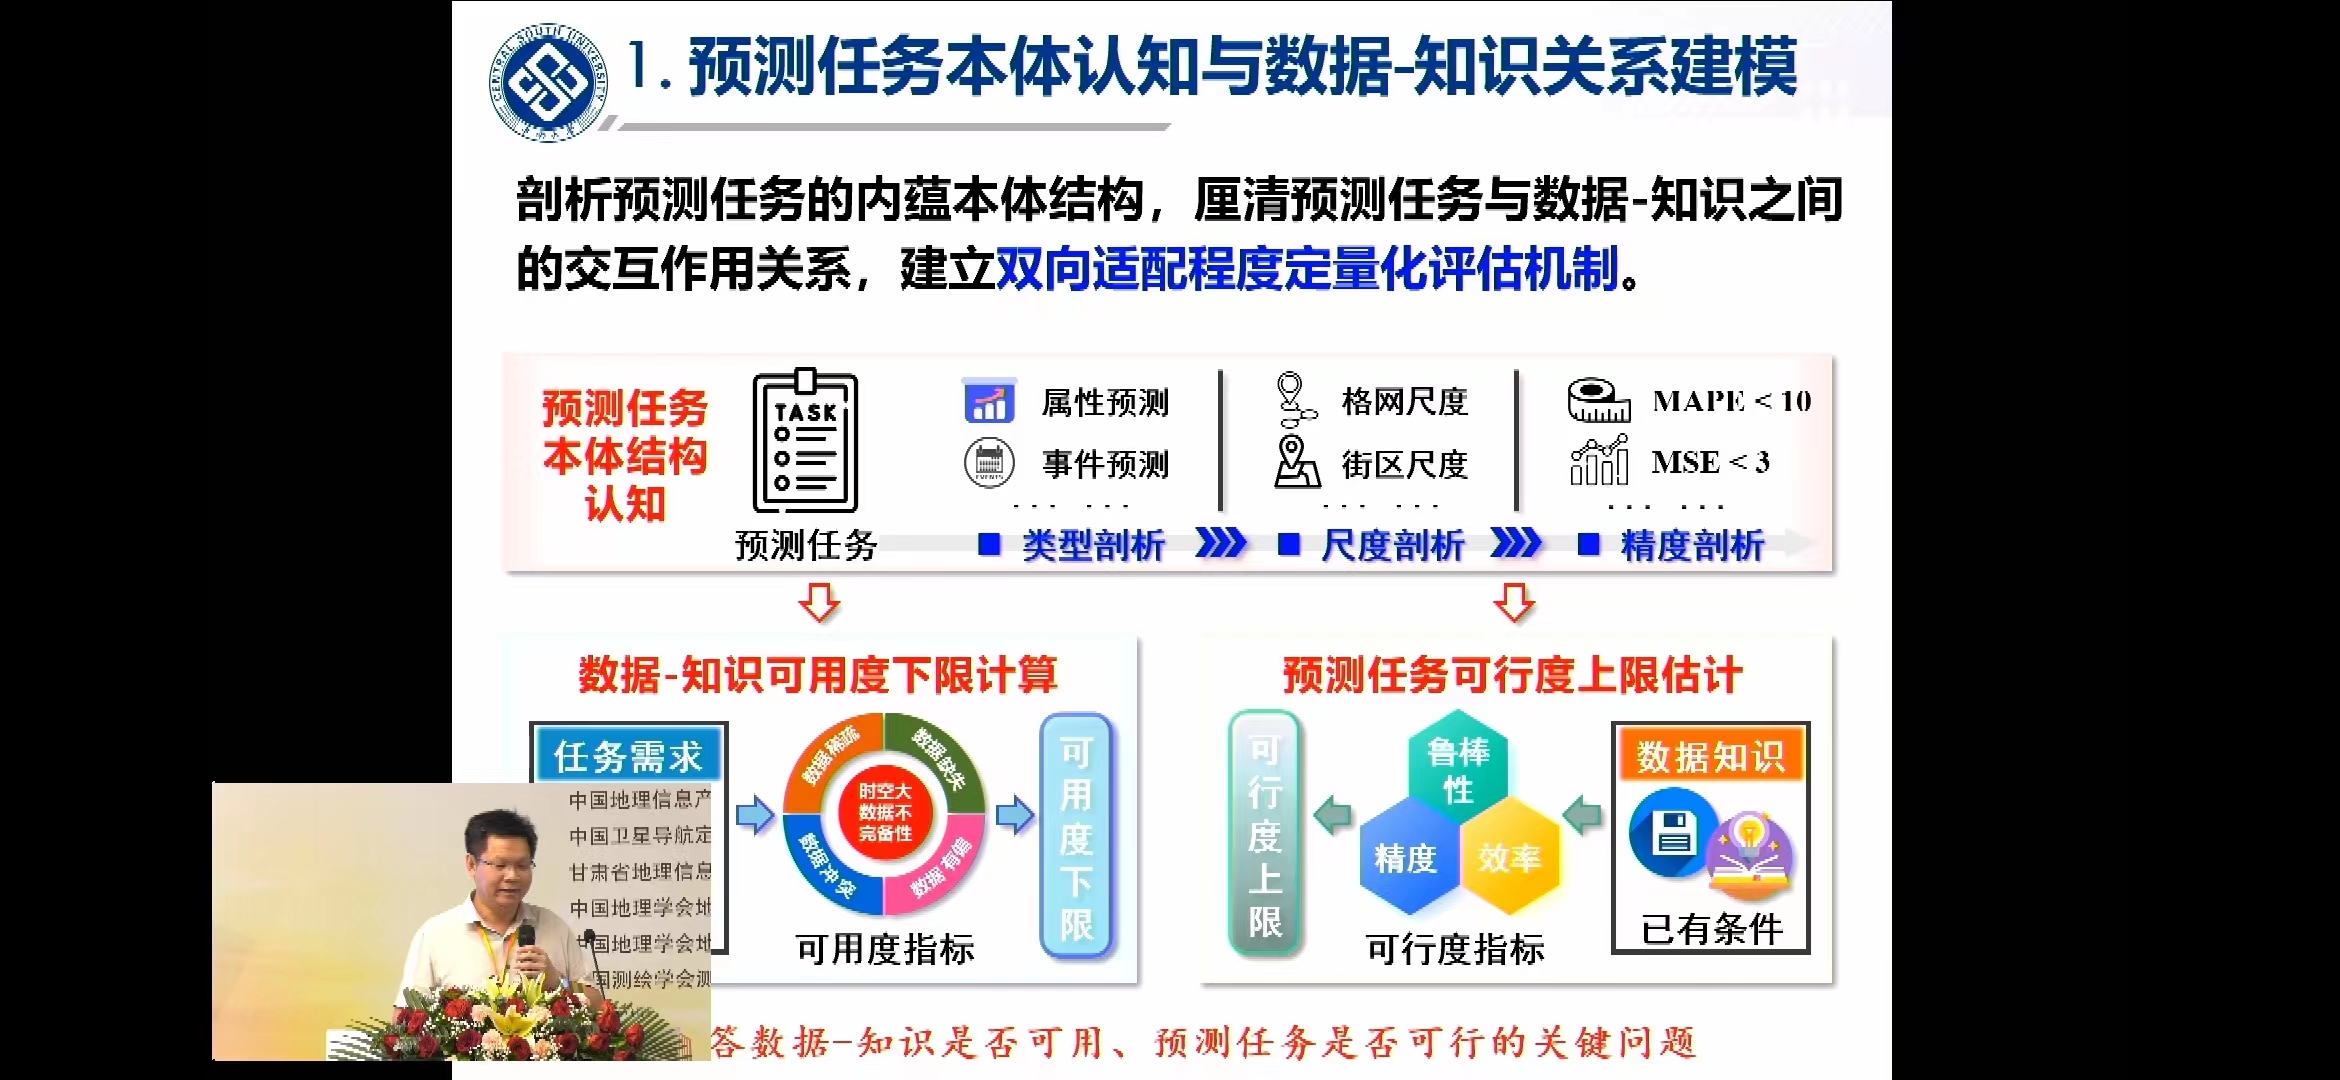 CENTRAL SOUTH UNIVERSITY
1. 预测任务本体认知与数据-知识关系建模
剖析预测任务的内蕴本体结构，厘清预测任务与数据-知识之间
的交互作用关系，建立双向适配程度定量化评估机制。
预测任务
本体结构
认知
TASK
预测任务
属性预测
事件预测
EVENTS
... ...
类型剖析
格网尺度
街区尺度
... ...
尺度剖析
MAPE < 10
MSE < 3
... ...
精度剖析
数据-知识可用度下限计算
任务需求
数据稀疏
数据缺失
数据冲突
数据有偏
时空大
数据不
完备性
可用度指标
可用度下限
预测任务可行度上限估计
可行度上限
鲁棒
性
精度
效率
可行度指标
数据知识
已有条件
中国地理信息产
中国卫星导航定
甘肃省地理信息
中国地理学会地
中国地理学会地
国测绘学会测
答数据-知识是否可用、预测任务是否可行的关键问题